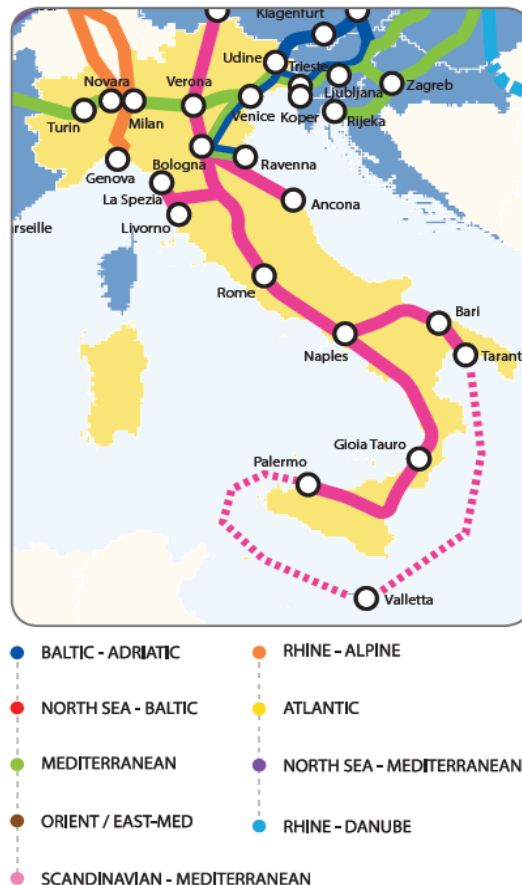 Klagenfurt
Udine
Trieste
Novara
Verona
Ljubljana
Zagreb
Turin
Milan
Venice
Koper
Rijeka
Bologna
Ravenna
Genova
La Spezia
Ancona
Livorno
arseille
Rome
Bari
Naples
Tarant
Gioia Tauro
Palermo
Valletta
BALTIC - ADRIATIC
RHINE - ALPINE
NORTH SEA - BALTIC
ATLANTIC
MEDITERRANEAN
NORTH SEA - MEDITERRANEAN
ORIENT / EAST-MED
RHINE - DANUBE
SCANDINAVIAN - MEDITERRANEAN